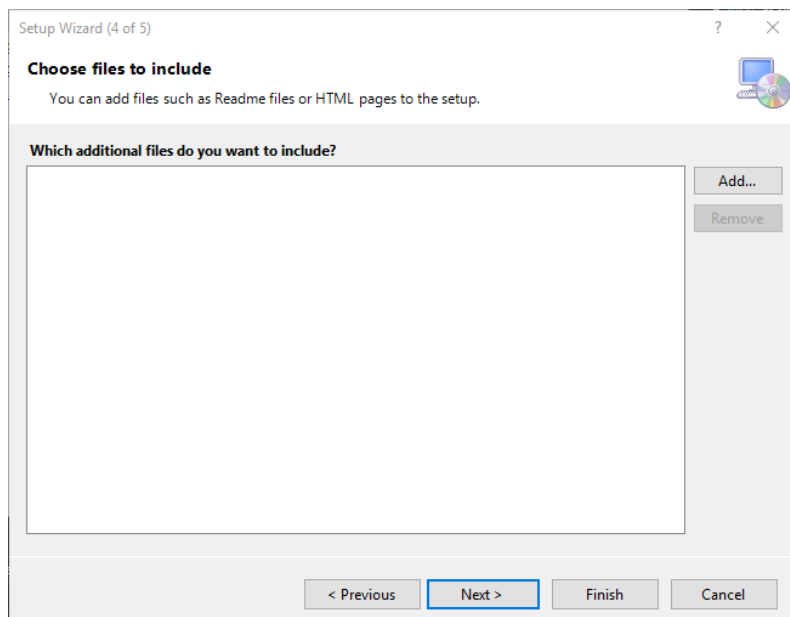 Setup Wizard (4 of 5)
?
Choose files to include
You can add files such as Readme files or HTML pages to the setup.
Which additional files do you want to include?
Add...
Remove
< Previous
Next >
Finish
Cancel